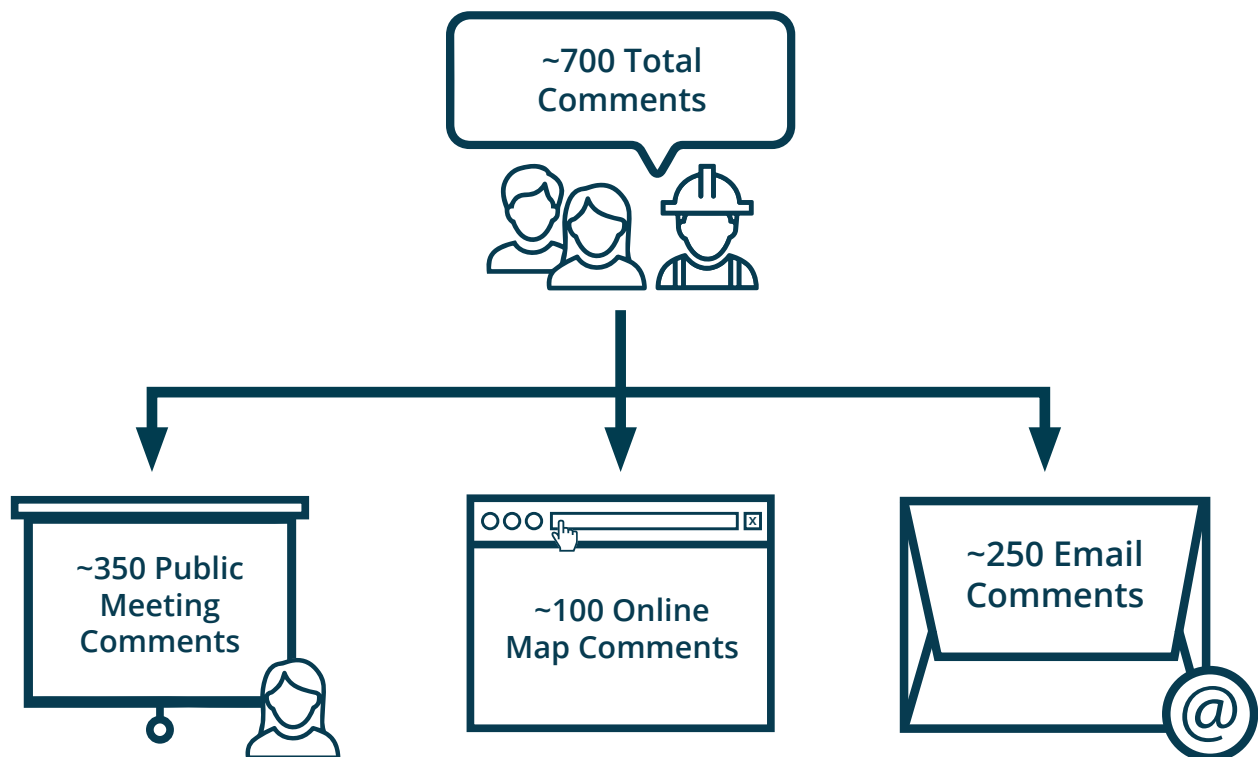 ~700 Total
Comments
~350 Public
Meeting
Comments
x
~100 Online
Map Comments
~250 Email
Comments
@